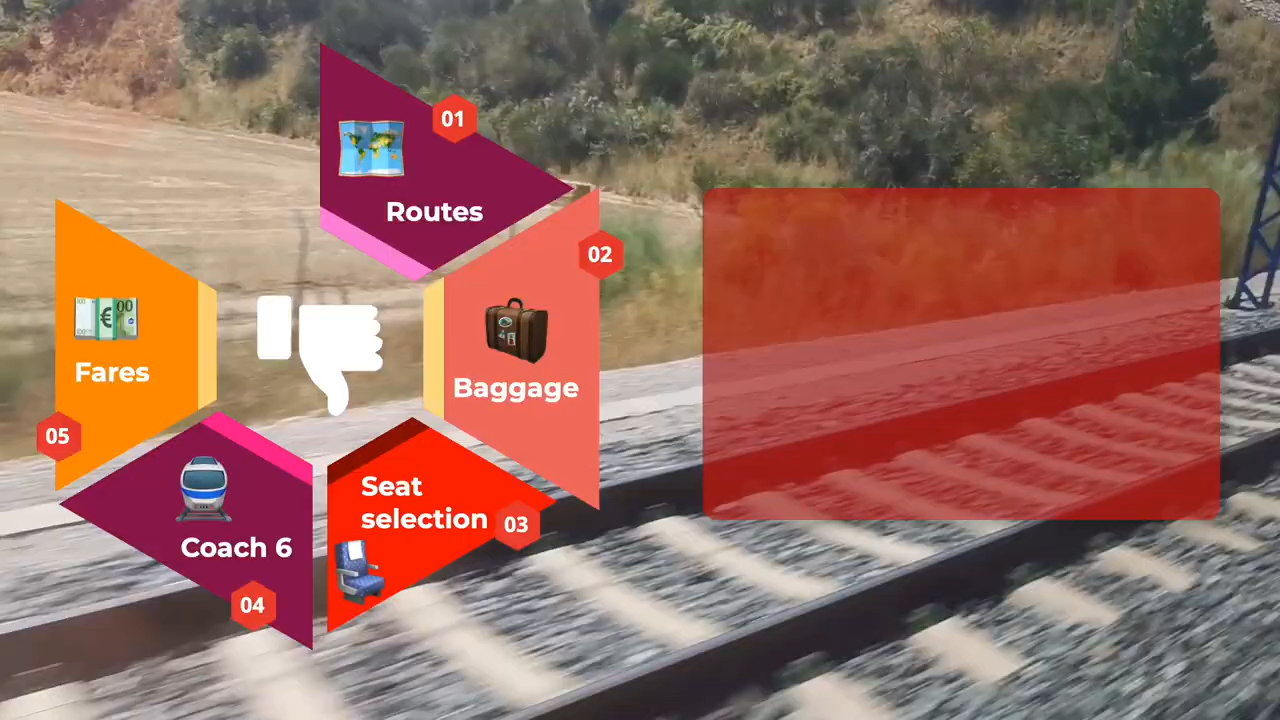 01
Routes
02
Baggage
Seat
selection
03
Coach 6
04
Fares
05